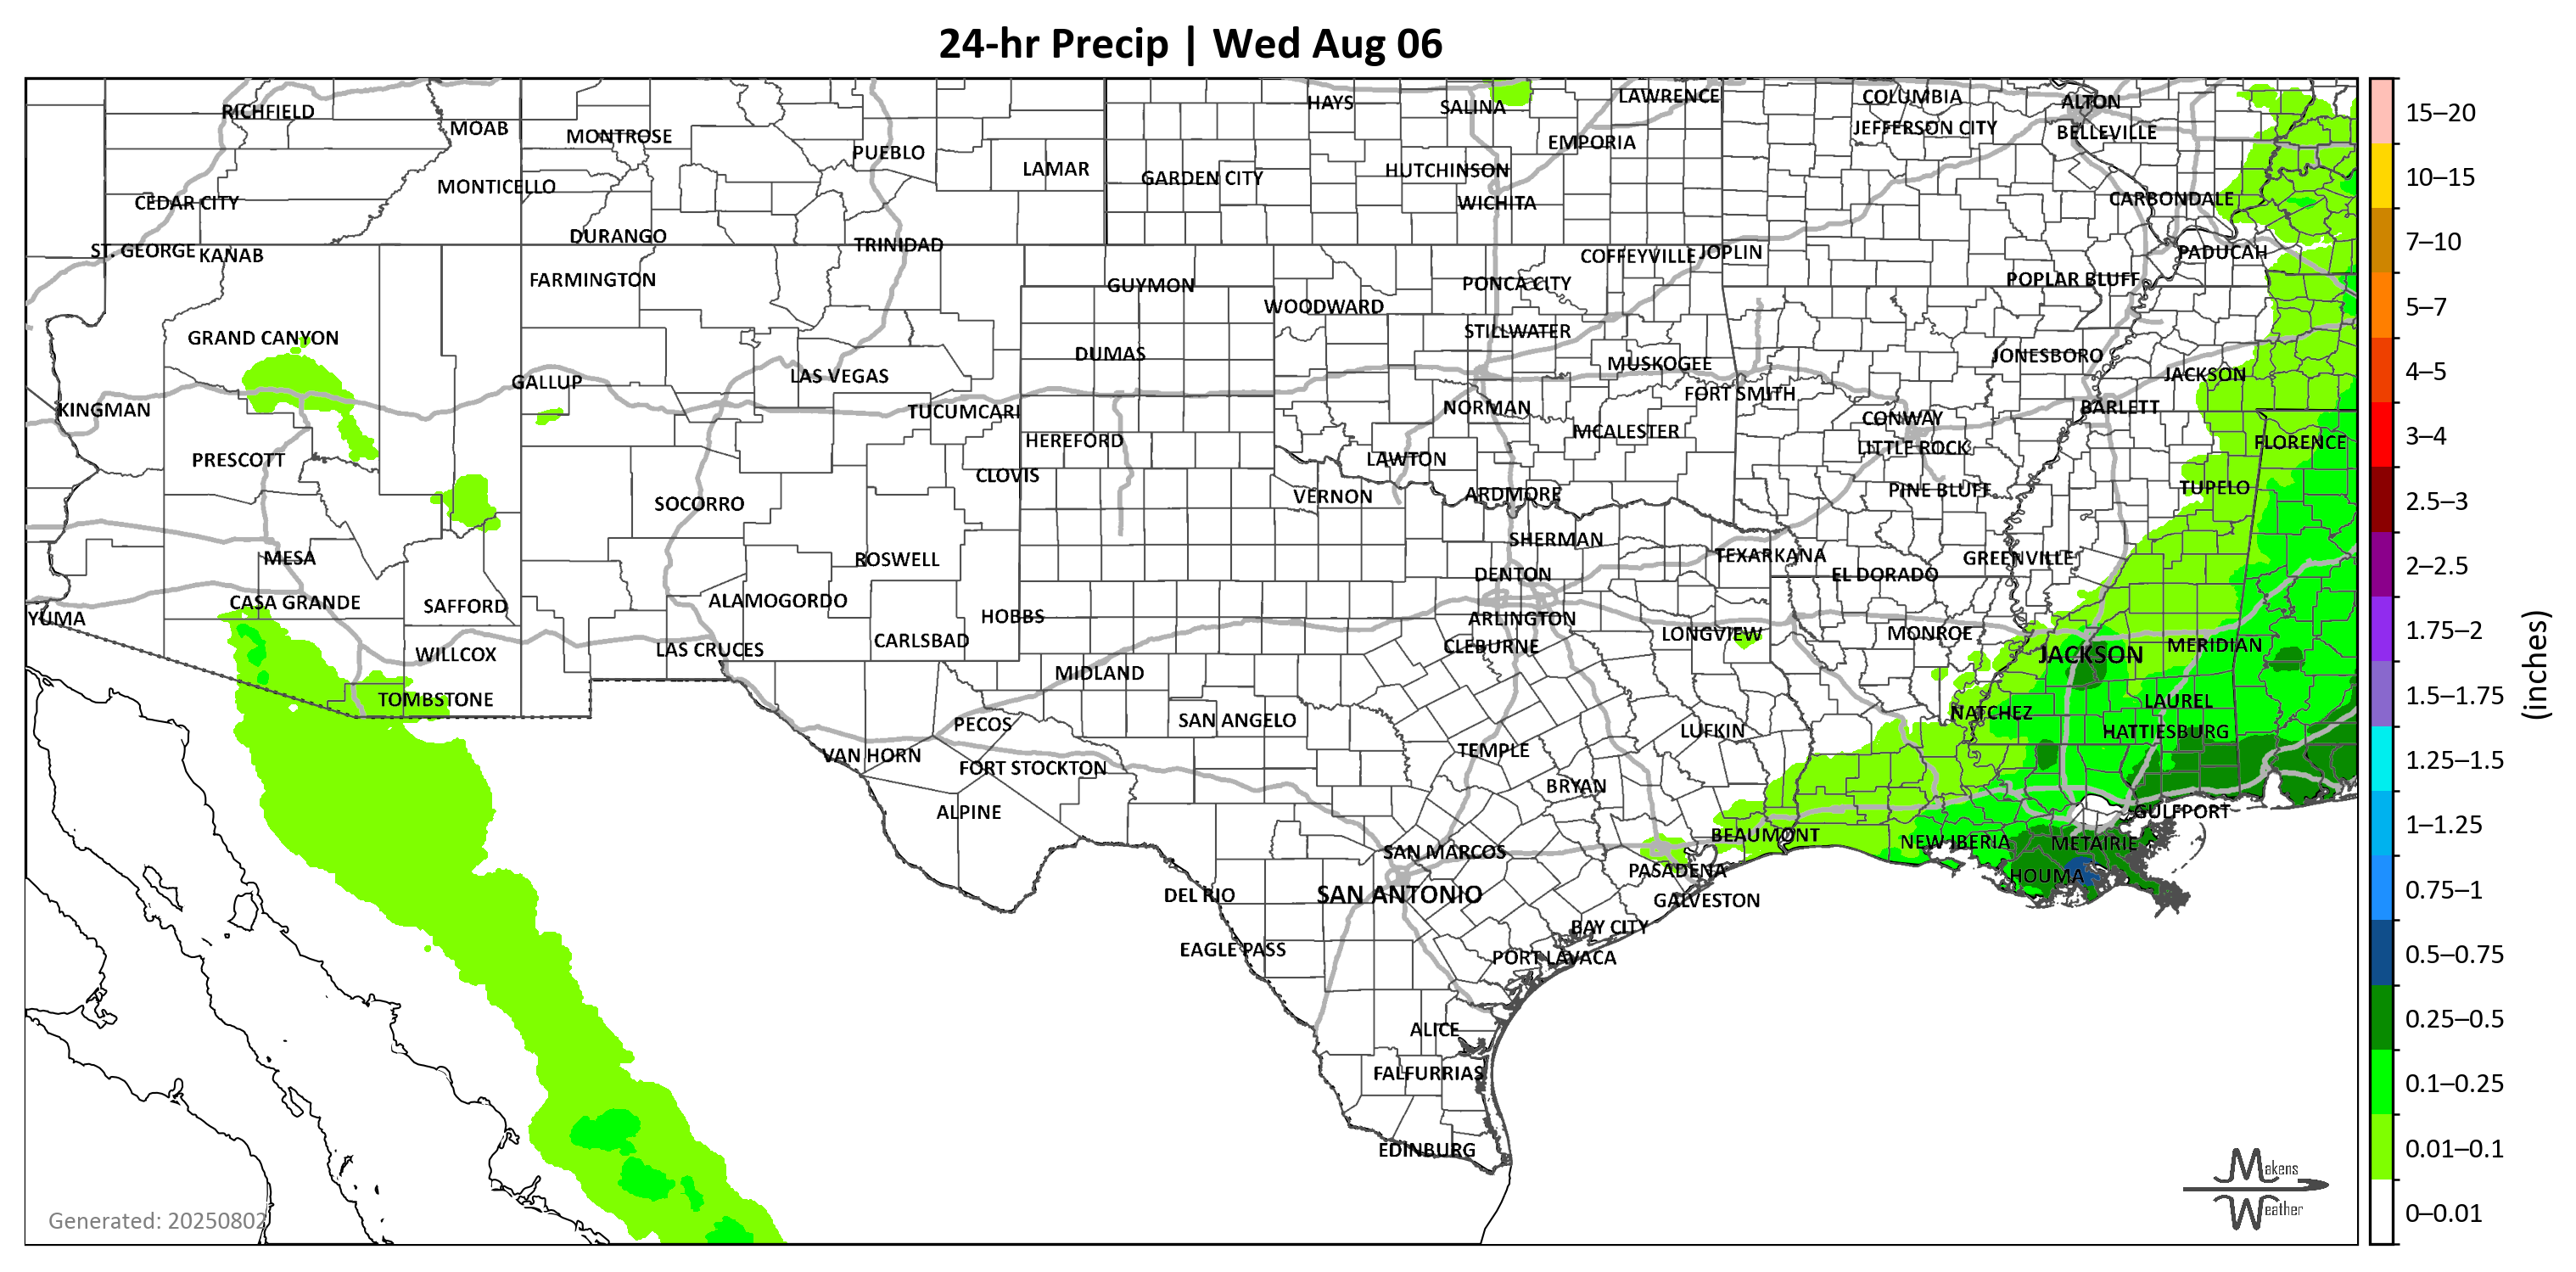 24-hr Precip | Wed Aug 06
RICHFIELD
MOAB
MONTROSE
PUEBLO
LAMAR
HAYS
SALINA
LAWRENCE
COLUMBIA
ALTON
JEFFERSON CITY
BELLEVILLE
EMPORIA
GARDEN CITY
HUTCHINSON
MONTICELLO
CEDAR CITY
WICHITA
CARBONDALE
DURANGO
TRINIDAD
ST. GEORGE
KANAB
COFFEYVILLE
JOPLIN
PADUCAH
FARMINGTON
GUYMON
PONCA CITY
POPLAR BLUFF
WOODWARD
GRAND CANYON
STILLWATER
DUMAS
JONESBORO
MUSKOGEE
GALLUP
LAS VEGAS
JACKSON
FORT SMITH
KINGMAN
TUCUMCARI
NORMAN
BARLETT
CONWAY
HEREFORD
MCALESTER
FLORENCE
LITTLE ROCK
PRESCOTT
LAWTON
CLOVIS
TUPELO
PINE BLUFF
SOCORRO
VERNON
ARDMORE
SHERMAN
MESA
ROSWELL
TEXARKANA
GREENVILLE
DENTON
EL DORADO
CASA GRANDE
SAFFORD
ALAMOGORDO
HOBBS
ARLINGTON
YUMA
LONGVIEW
MONROE
CARLSBAD
CLEBURNE
MERIDIAN
WILLCOX
LAS CRUCES
JACKSON
MIDLAND
TOMBSTONE
LAUREL
NATCHEZ
PECOS
SAN ANGELO
LUFKIN
HATTIESBURG
VAN HORN
TEMPLE
FORT STOCKTON
BRYAN
ALPINE
GULFPORT
BEAUMONT
NEW IBERIA
METAIRIE
SAN MARCOS
PASADENA
HOUMA
DEL RIO
SAN ANTONIO
GALVESTON
BAY CITY
EAGLE PASS
PORT LAVACA
ALICE
FALFURRIAS
EDINBURG
Generated: 20250802
Makens
Weather
15–20
10–15
7–10
5–7
4–5
3–4
2.5–3
2–2.5
1.75–2
1.5–1.75
1.25–1.5
1–1.25
0.75–1
0.5–0.75
0.25–0.5
0.1–0.25
0.01–0.1
0–0.01
(inches)